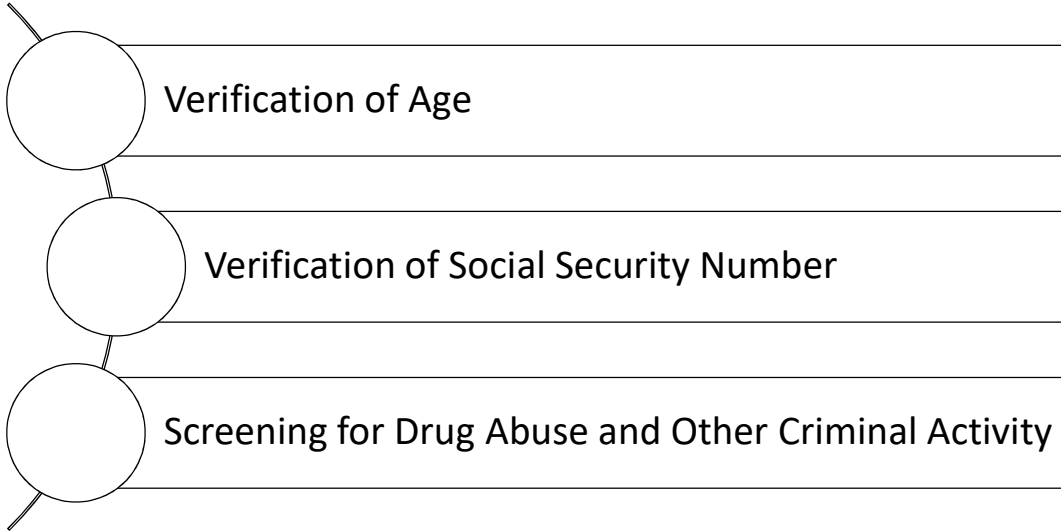 Verification of Age
Verification of Social Security Number
Screening for Drug Abuse and Other Criminal Activity